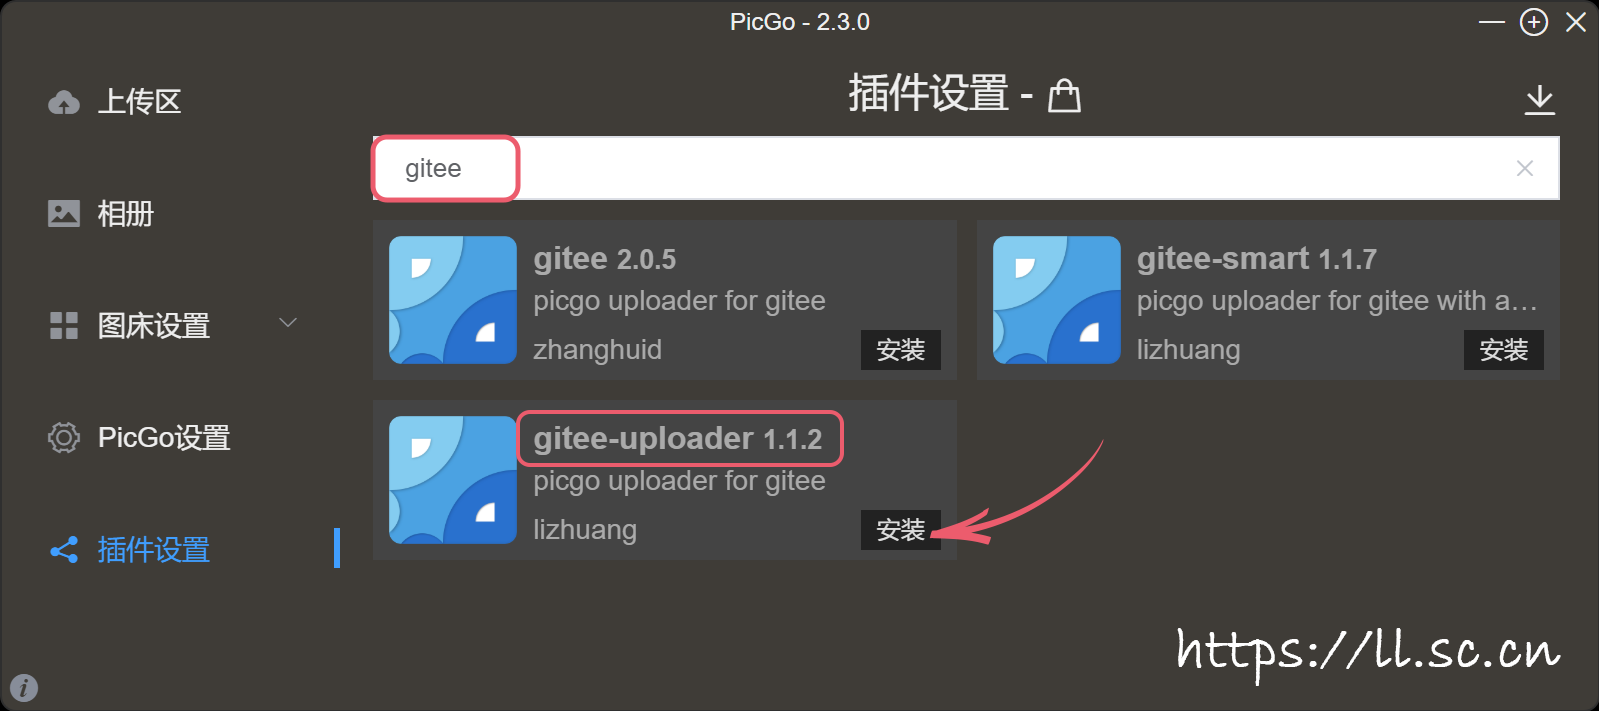 PicGo - 2.3.0
上传区
相册
图床设置
PicGo设置
插件设置
插件设置 -
gitee
gitee 2.0.5
picgo uploader for gitee
zhanghuid
安装
gitee-smart 1.1.7
picgo uploader for gitee with a…
lizhuang
安装
gitee-uploader 1.1.2
picgo uploader for gitee
lizhuang
安装
https://ll.sc.cn